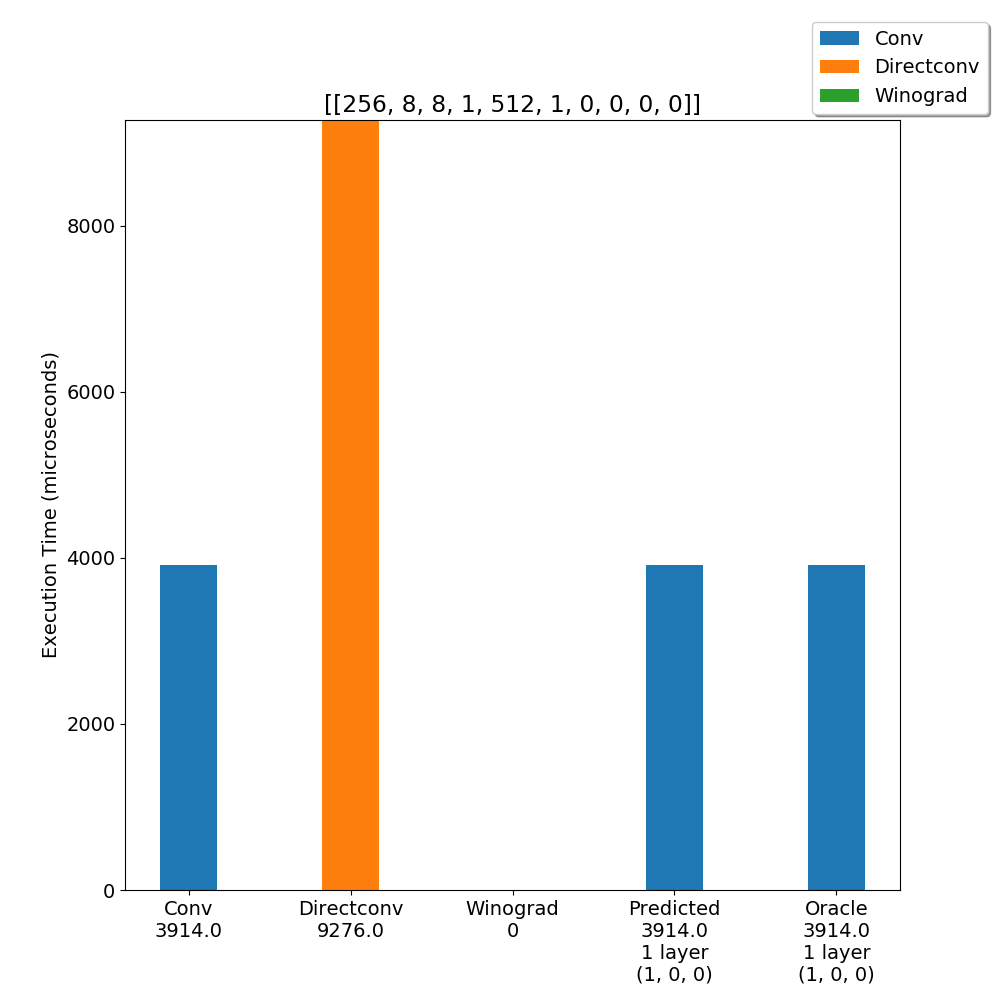 Conv
Directconv
Winograd
[[256, 8, 8, 1, 512, 1, 0, 0, 0, 0]]
Execution Time (microseconds)
8000
6000
4000
2000
0
Conv
3914.0
Directconv
9276.0
Winograd
0
Predicted
3914.0
1 layer
(1, 0, 0)
Oracle
3914.0
1 layer
(1, 0, 0)